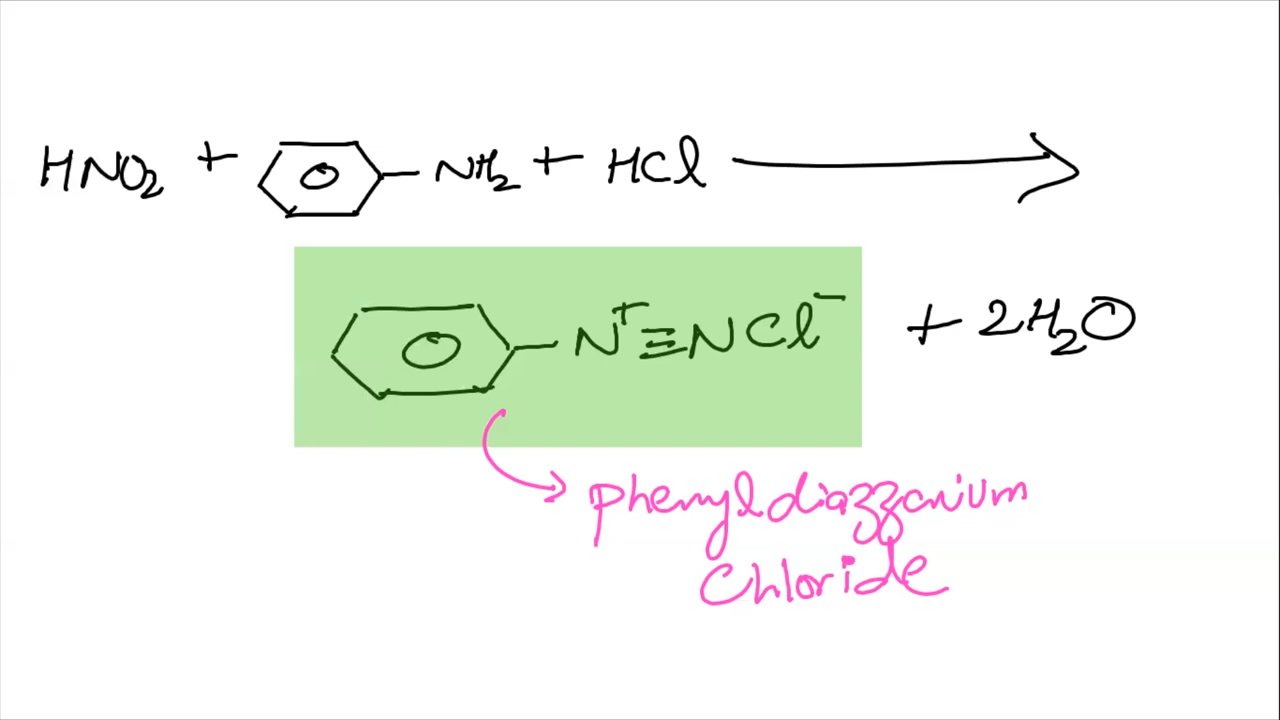 HNO₂ + -NH₂ + HCl
-N⁺≡NCl⁻ + 2H₂O
phenyldiazzonium
Chloride